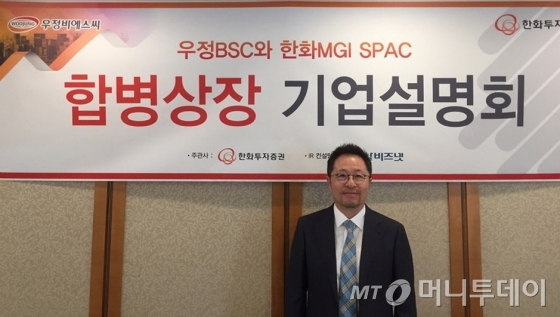 WOOJUNG 우정비에스씨
한화투자
우정BSC와 한화MGI SPAC
합병상장 기업설명회
· 주관사 : 한화투자증권 · IR 컨설팅 비즈넷
MT 머니투데이